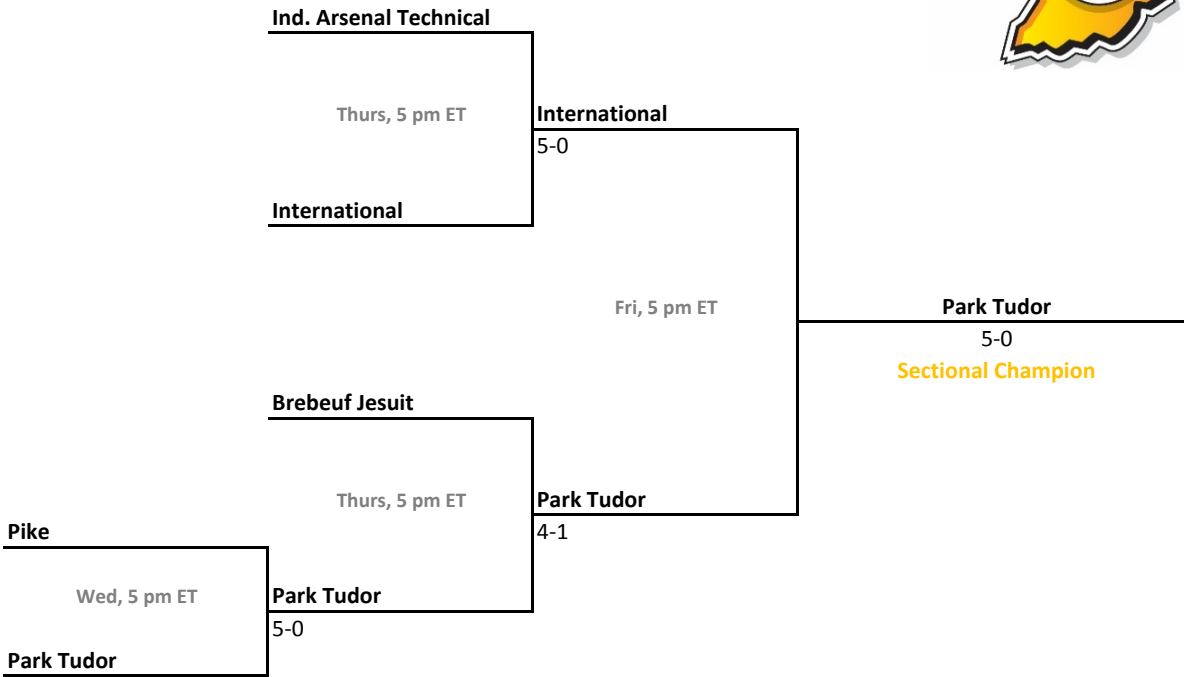 Ind. Arsenal Technical
Thurs, 5 pm ET
International
5-0
International
Fri, 5 pm ET
Park Tudor
5-0
Sectional Champion
Brebeuf Jesuit
Thurs, 5 pm ET
Park Tudor
4-1
Pike
Wed, 5 pm ET
Park Tudor
5-0
Park Tudor